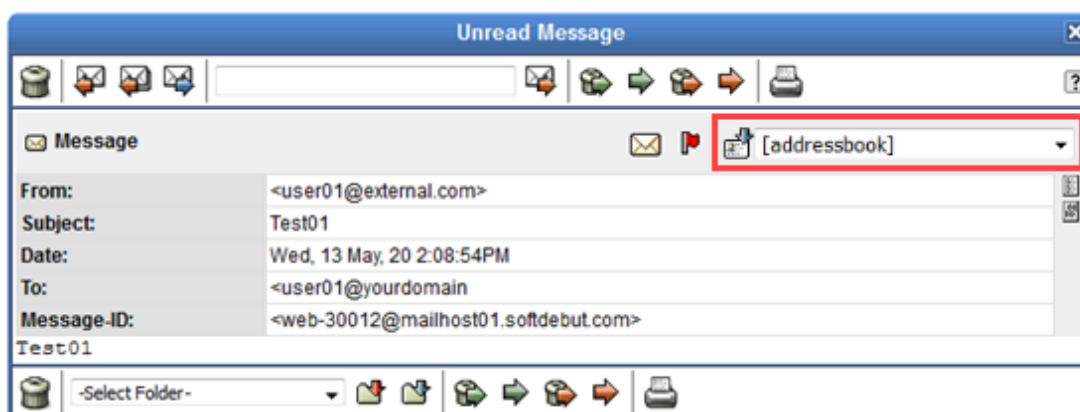 Unread Message
Message
[addressbook]
From: <user01@external.com>
Subject: Test01
Date: Wed, 13 May, 20 2:08:54PM
To: <user01@yourdomain
Message-ID: <web-30012@mailhost01.softdebut.com>
Test01
-Select Folder-